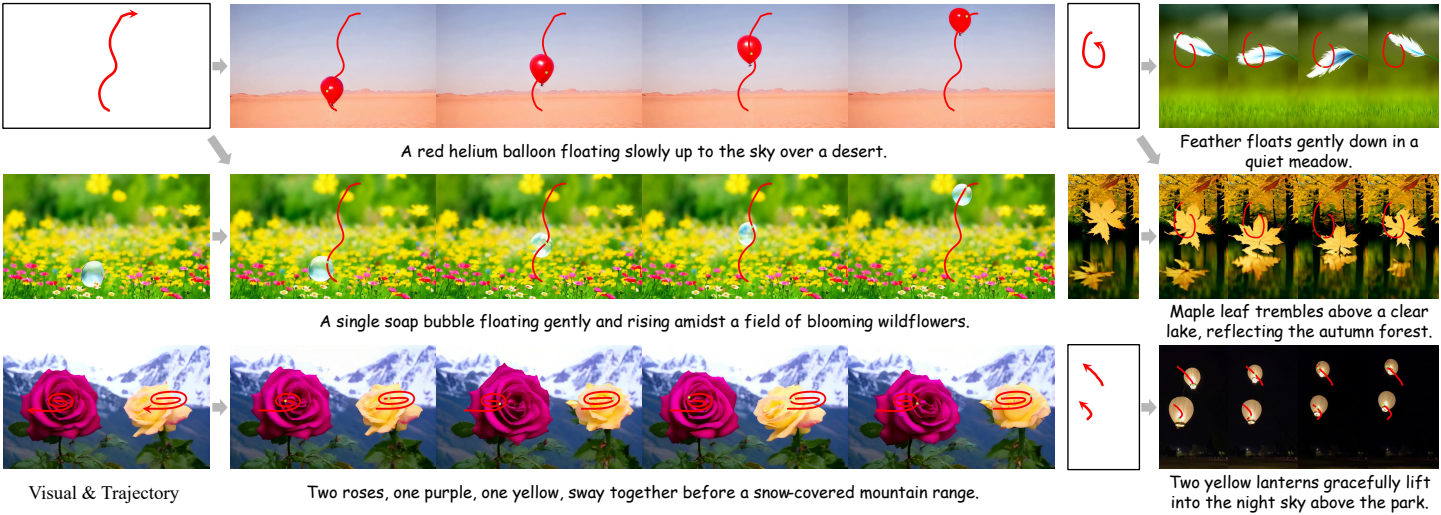 A red helium balloon floating slowly up to the sky over a desert.
Feather floats gently down in a
quiet meadow.
A single soap bubble floating gently and rising amidst a field of blooming wildflowers.
Maple leaf trembles above a clear
lake, reflecting the autumn forest.
Visual & Trajectory
Two roses, one purple, one yellow, sway together before a snow-covered mountain range.
Two yellow lanterns gracefully lift
into the night sky above the park.